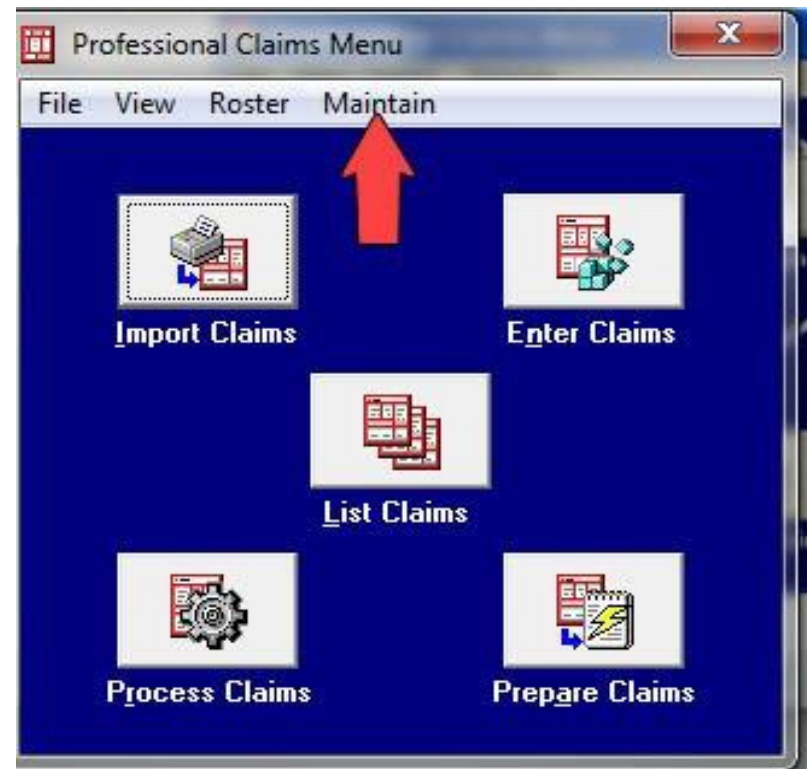 Professional Claims Menu
File View Roster Maintain
Import Claims
Enter Claims
List Claims
Process Claims
Prepare Claims